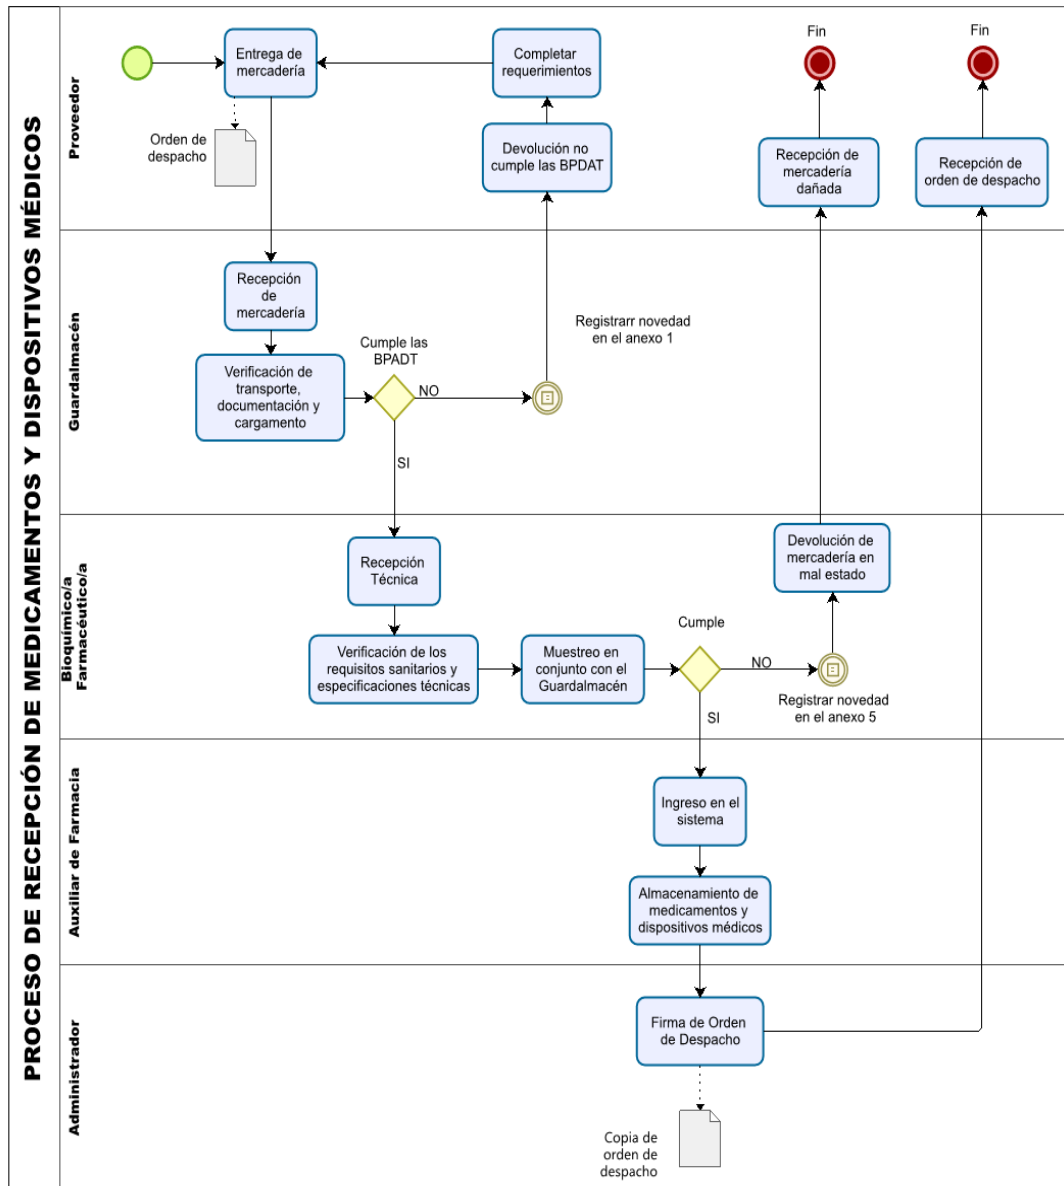 PROCESO DE RECEPCIÓN DE MEDICAMENTOS Y DISPOSITIVOS MÉDICOS
Proveedor
Entrega de
mercadería
Orden de
despacho
Completar
requerimientos
Devolución no
cumple las BPDAT
Fin
Recepción de
mercadería
dañada
Fin
Recepción de
orden de despacho
Guardalmacén
Recepción
de
mercadería
Verificación de
transporte,
documentación y
cargamento
Cumple las
BPADT
NO
SI
Registrarr novedad
en el anexo 1
Bioquímico/a
Farmacéutico/a
Recepción
Técnica
Verificación de los
requisitos sanitarios y
especificaciones técnicas
Muestreo en
conjunto con el
Guardalmacén
Cumple
NO
SI
Devolución de
mercadería en
mal estado
Registrar novedad
en el anexo 5
Auxiliar de Farmacia
Ingreso en el
sistema
Almacenamiento de
medicamentos y
dispositivos médicos
Administrador
Firma de Orden
de Despacho
Copia de
orden de
despacho